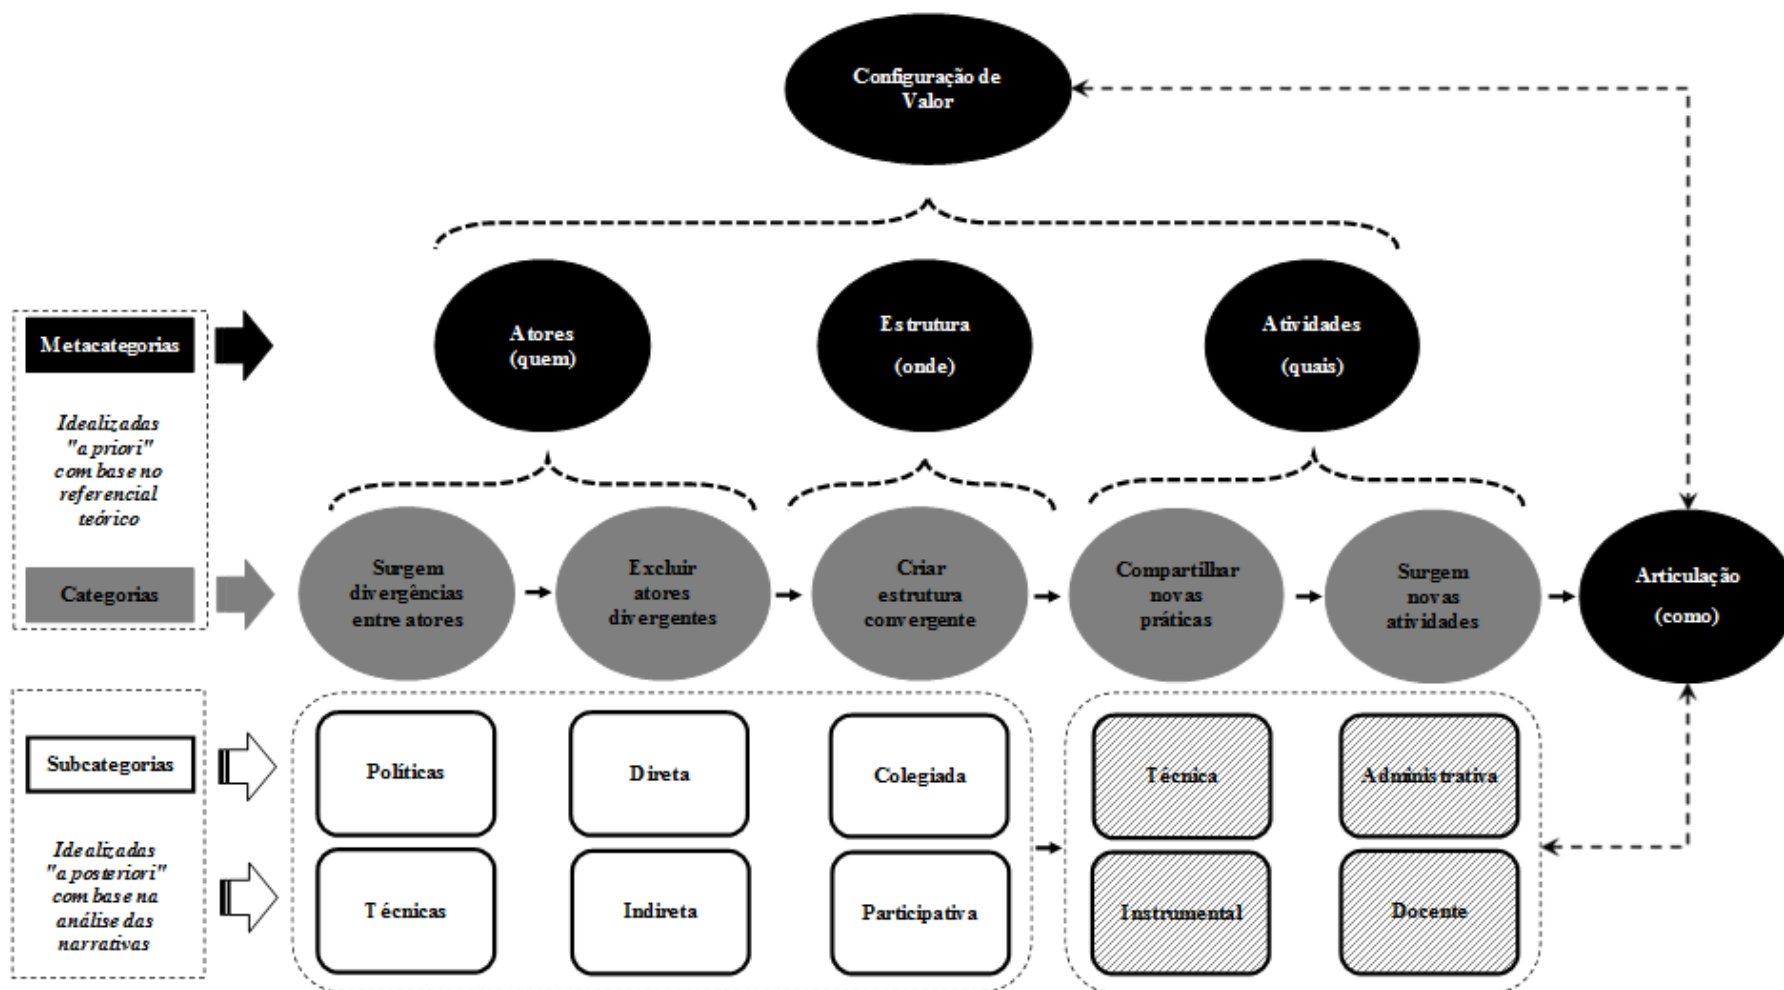 Configuração de
Valor
Atores
(quem)
Estrutura
(onde)
Atividades
(quais)
Metacategorias
Idealizadas
"a priori"
com base no
referencial
teórico
Categorias
Surgem
divergências
entre atores
Excluir
atores
divergentes
Criar
estrutura
convergente
Compartilhar
novas
práticas
Surgem
novas
atividades
Articulação
(como)
Subcategorias
Idealizadas
"a posteriori"
com base na
análise das
narrativas
Políticas
Direta
Colegiada
Técnica
Administrativa
Técnicas
Indireta
Participativa
Instrumental
Docente